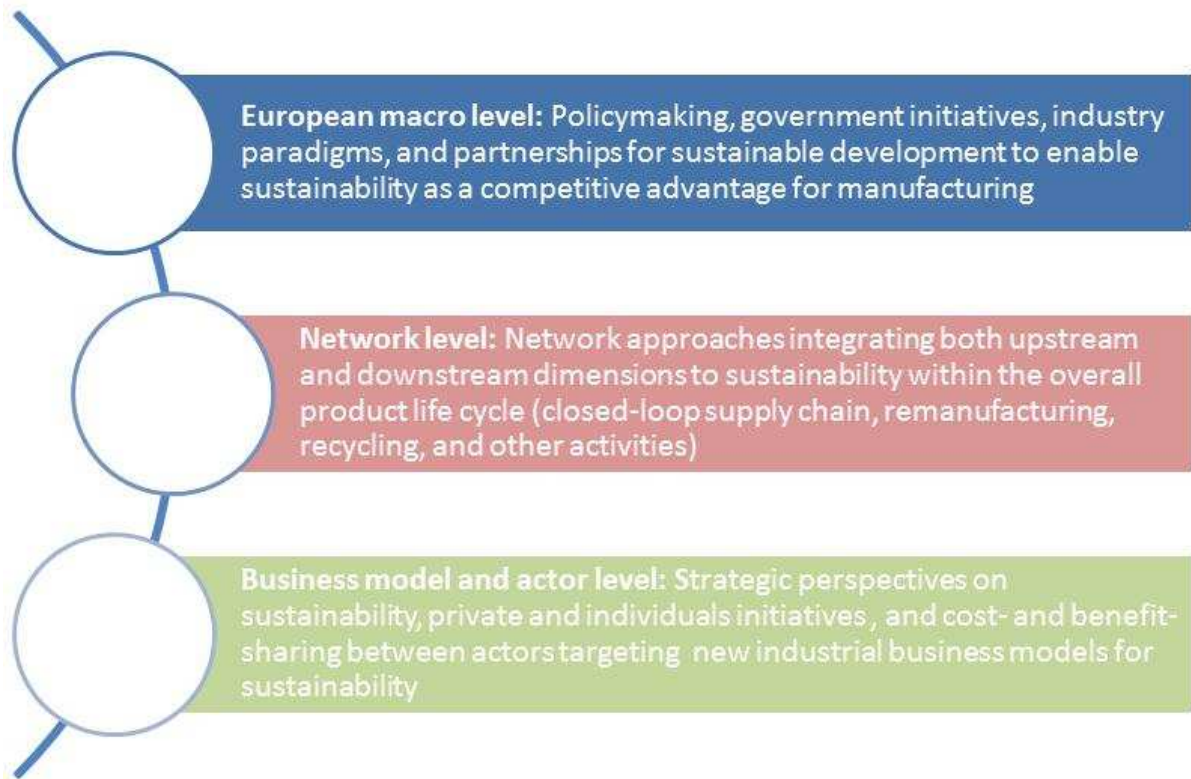 European macro level: Policymaking, government initiatives, industry
paradigms, and partnerships for sustainable development to enable
sustainability as a competitive advantage for manufacturing
Network level: Network approaches integrating both upstream
and downstream dimensions to sustainability within the overall
product life cycle (closed-loop supply chain, remanufacturing,
recycling, and other activities)
Business model and actor level: Strategic perspectives on
sustainability, private and individuals initiatives , and cost- and benefit-
sharing between actors targeting  new industrial business models for
sustainability